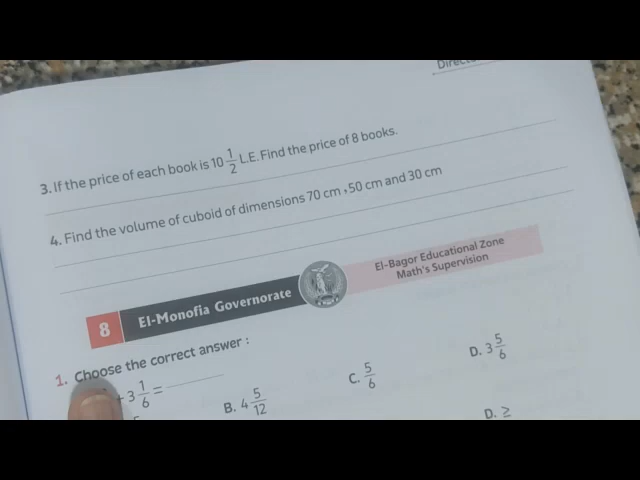 3. If the price of each book is 10 1/2 L.E. Find the price of 8 books.
4. Find the volume of cuboid of dimensions 70 cm , 50 cm and 30 cm
8 El-Monofia Governorate
El-Bagor Educational Zone
Math's Supervision
1. Choose the correct answer :
+ 3 1/6 =
B. 4 5/12 C. 5/6 D. 3 5/6
D. ≥